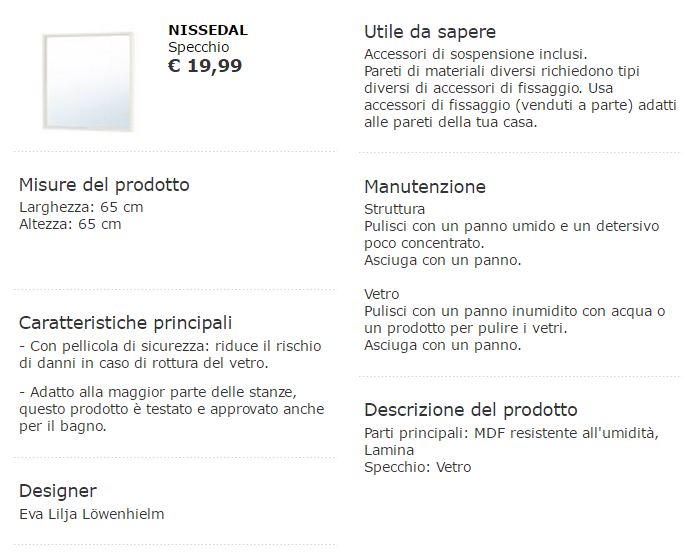 NISSEDAL
Specchio
€ 19,99
Misure del prodotto
Larghezza: 65 cm
Altezza: 65 cm
Caratteristiche principali
- Con pellicola di sicurezza: riduce il rischio
di danni in caso di rottura del vetro.
- Adatto alla maggior parte delle stanze,
questo prodotto è testato e approvato anche
per il bagno.
Designer
Eva Lilja Löwenhielm
Utile da sapere
Accessori di sospensione inclusi.
Pareti di materiali diversi richiedono tipi
diversi di accessori di fissaggio. Usa
accessori di fissaggio (venduti a parte) adatti
alle pareti della tua casa.
Manutenzione
Struttura
Pulisci con un panno umido e un detersivo
poco concentrato.
Asciuga con un panno.
Vetro
Pulisci con un panno inumidito con acqua o
un prodotto per pulire i vetri.
Asciuga con un panno.
Descrizione del prodotto
Parti principali: MDF resistente all'umidità,
Lamina
Specchio: Vetro